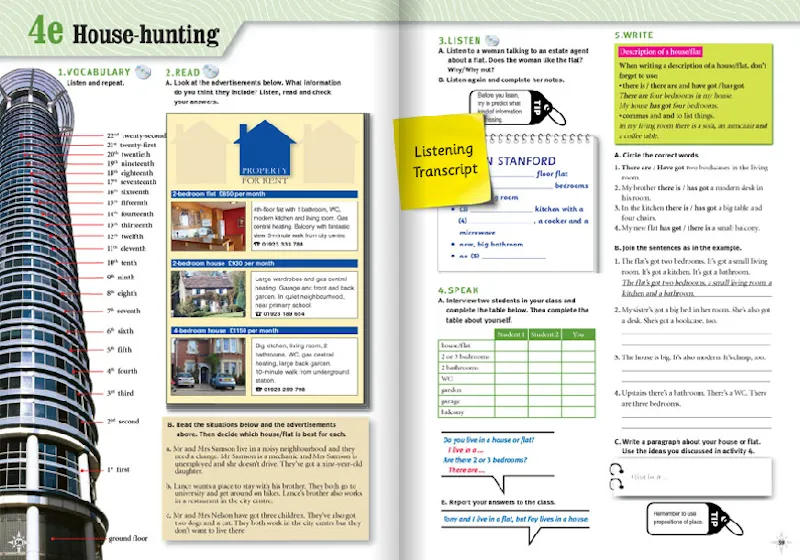 4e House-hunting
1.VOCABULARY
Listen and repeat.
22nd twenty-second
21st twenty-first
20th twentieth
19th nineteenth
18th eighteenth
17th seventeenth
16th sixteenth
15th fifteenth
14th fourteenth
13th thirteenth
12th twelfth
11th eleventh
10th tenth
9th ninth
8th eighth
7th seventh
6th sixth
5th fifth
4th fourth
3rd third
2nd second
1st first
ground floor
2.READ
A. Look at the advertisements below. What information
do you think they include? Listen, read and check
your answers.
PROPERTY
FOR RENT
2-bedroom flat £850 per month
4th-floor flat with 1 bathroom, WC,
modern kitchen and living room. Gas
central heating. Balcony with fantastic
view. 5-minute walk from city centre.
2-bedroom house £930 per month
Large wardrobes and gas central
heating. Garage and front and back
garden. In quiet neighbourhood,
near primary school.
4-bedroom house £1150 per month
Big kitchen, living room, 2
bathrooms, WC, gas central
heating, large back garden.
10-minute walk from underground
station.
B. Read the situations below and the advertisements
above. Then decide which house/flat is best for each.
a. Mr and Mrs Samson live in a noisy neighbourhood and they
need a change. Mr Samson is a mechanic and Mrs Samson is
unemployed and she doesn't drive. They've got a nine-year-old
daughter.
b. Lance wants a place to stay with his brother. They both go to
university and get around on bikes. Lance's brother also works
in a restaurant in the city centre.
c. Mr and Mrs Nelson have got three children. They've also got
two dogs and a cat. They both work in the city centre but they
don't want to live there
3.LISTEN
A. Listen to a woman talking to an estate agent
about a flat. Does the woman like the flat?
Why/Why not?
B. Listen again and complete her notes.
Before you listen,
try to predict what
kind of information
is missing.
TIP
Listening
Transcript
N STANFORD
floor flat
bedrooms
room
(3) kitchen with a
(4) , a cooker and a
microwave
• new, big bathroom
• no (5)
4.SPEAK
A. Interview two students in your class and
complete the table below. Then complete the
table about yourself.
Student 1 Student 2 You
house/flat
2 or 3 bedrooms
2 bathrooms
WC
garden
garage
balcony
Do you live in a house or flat?
I live in a...
Are there 2 or 3 bedrooms?
There are...
B. Report your answers to the class.
Tony and I live in a flat, but Fay lives in a house.
5.WRITE
Description of a house/flat
When writing a description of a house/flat, don't
forget to use:
• there is / there are and have got / has got
There are four bedrooms in my house.
My house has got four bedrooms.
• commas and and to list things.
In my living room there is a sofa, an armchair and
a coffee table.
A. Circle the correct words.
1. There are / Have got two bookcases in the living
room.
2. My brother there is / has got a modern desk in
his room.
3. In the kitchen there is / has got a big table and
four chairs.
4. My new flat has got / there is a small balcony.
B. Join the sentences as in the example.
1. The flat's got two bedrooms. It's got a small living
room. It's got a kitchen. It's got a bathroom.
The flat's got two bedrooms, a small living room, a
kitchen and a bathroom.
2. My sister's got a big bed in her room. She's also got
a desk. She's got a bookcase, too.
3. The house is big. It's also modern. It's cheap, too.
4. Upstairs there's a bathroom. There's a WC. There
are three bedrooms.
C. Write a paragraph about your house or flat.
Use the ideas you discussed in activity 4.
I live in a ...
Remember to use
prepositions of place.
TIP
59